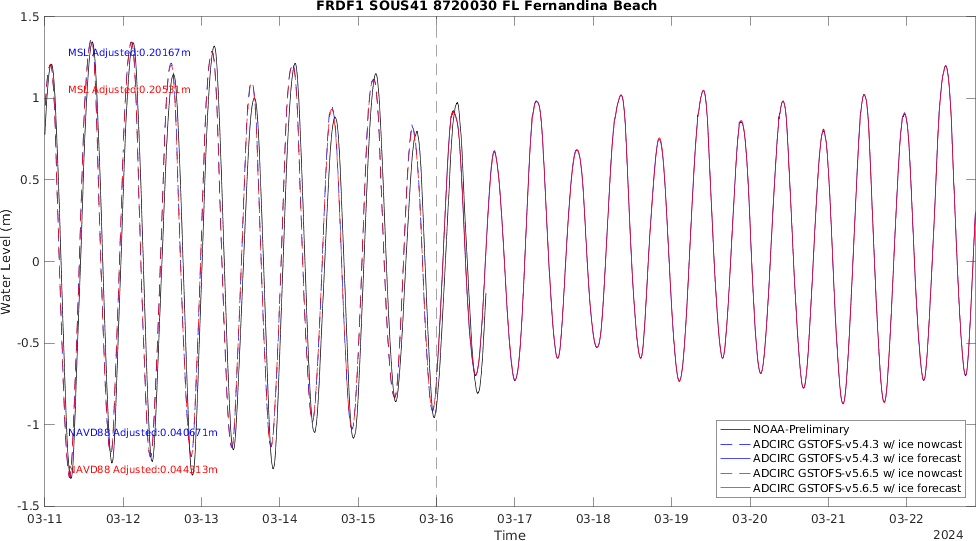 FRDF1 SOUS41 8720030 FL Fernandina Beach
1.5
1
0.5
0
-0.5
-1
-1.5
Water Level (m)
MSL Adjusted:0.20167m
MSL Adjusted:0.20531m
NAVD88 Adjusted:0.040671m
NAVD88 Adjusted:0.044313m
NOAA-Preliminary
ADCIRC GSTOFS-v5.4.3 w/ ice nowcast
ADCIRC GSTOFS-v5.4.3 w/ ice forecast
ADCIRC GSTOFS-v5.6.5 w/ ice nowcast
ADCIRC GSTOFS-v5.6.5 w/ ice forecast
03-11 03-12 03-13 03-14 03-15 03-16 03-17 03-18 03-19 03-20 03-21 03-22
Time
2024